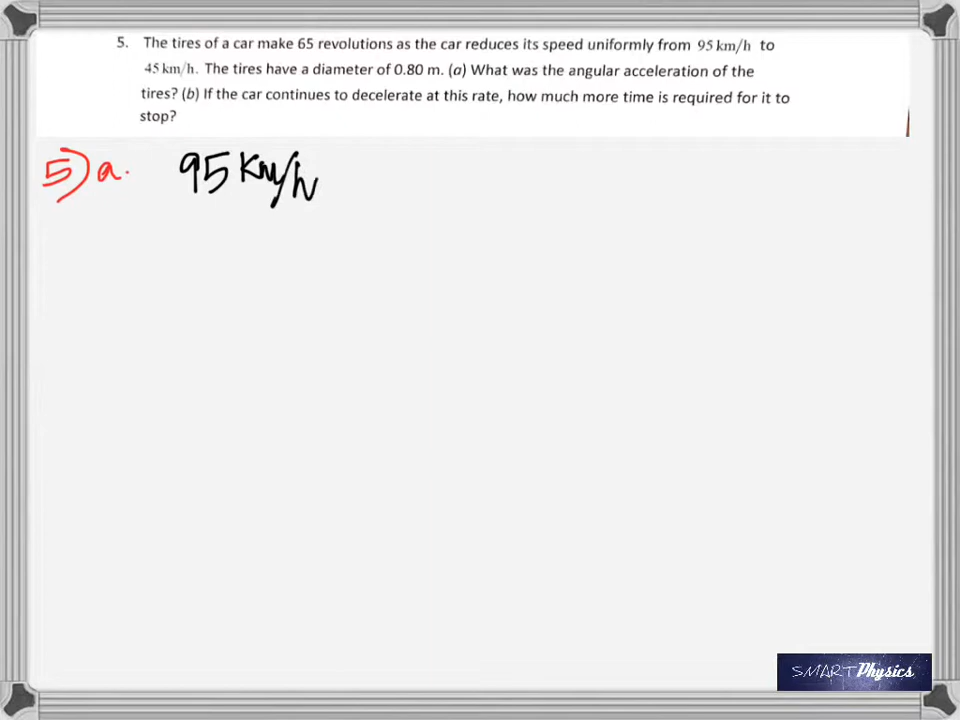 5. The tires of a car make 65 revolutions as the car reduces its speed uniformly from 95 km/h to
45 km/h. The tires have a diameter of 0.80 m. (a) What was the angular acceleration of the
tires? (b) If the car continues to decelerate at this rate, how much more time is required for it to
stop?
5) a. 95 Km/h
SMART Physics